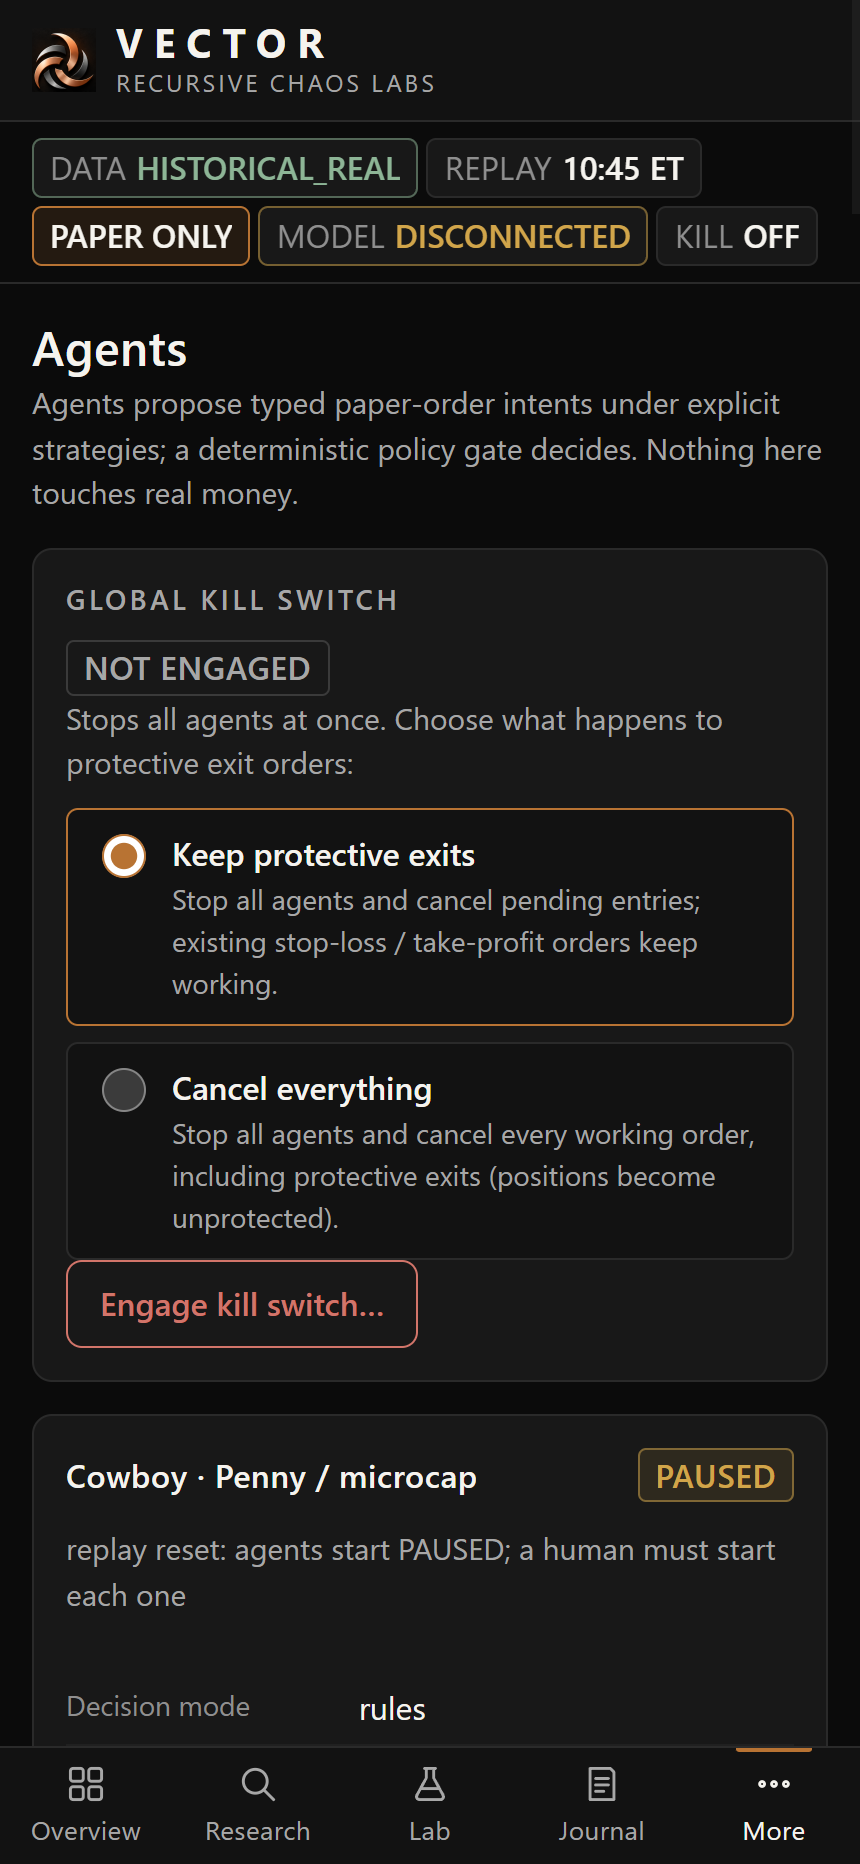 VECTOR
RECURSIVE CHAOS LABS
DATA HISTORICAL_REAL
REPLAY 10:45 ET
PAPER ONLY
MODEL DISCONNECTED
KILL OFF
Agents
Agents propose typed paper-order intents under explicit
strategies; a deterministic policy gate decides. Nothing here
touches real money.
GLOBAL KILL SWITCH
NOT ENGAGED
Stops all agents at once. Choose what happens to
protective exit orders:
Keep protective exits
Stop all agents and cancel pending entries;
existing stop-loss / take-profit orders keep
working.
Cancel everything
Stop all agents and cancel every working order,
including protective exits (positions become
unprotected).
Engage kill switch…
Cowboy · Penny / microcap
PAUSED
replay reset: agents start PAUSED; a human must start
each one
Decision mode
rules
Overview
Research
Lab
Journal
More